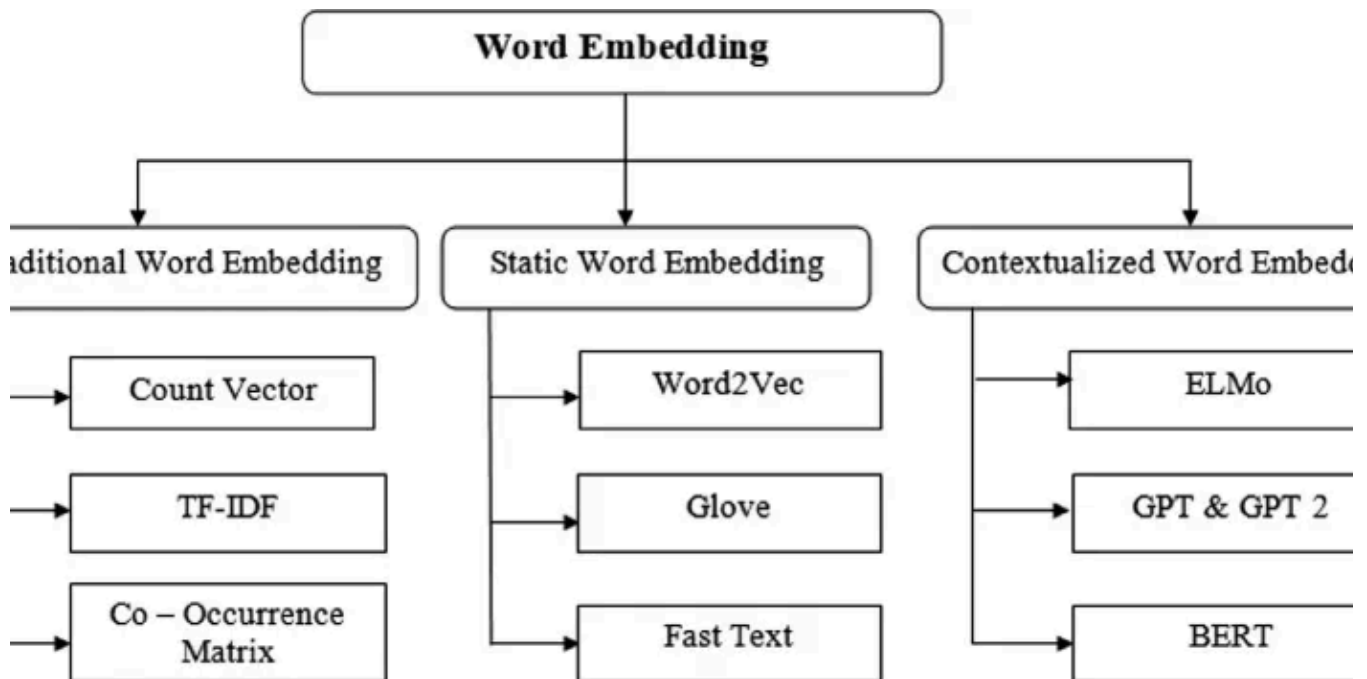 Word Embedding
aditional Word Embedding
Static Word Embedding
Contextualized Word Embedd
Count Vector
Word2Vec
ELMo
TF-IDF
Glove
GPT & GPT 2
Co – Occurrence
Matrix
Fast Text
BERT